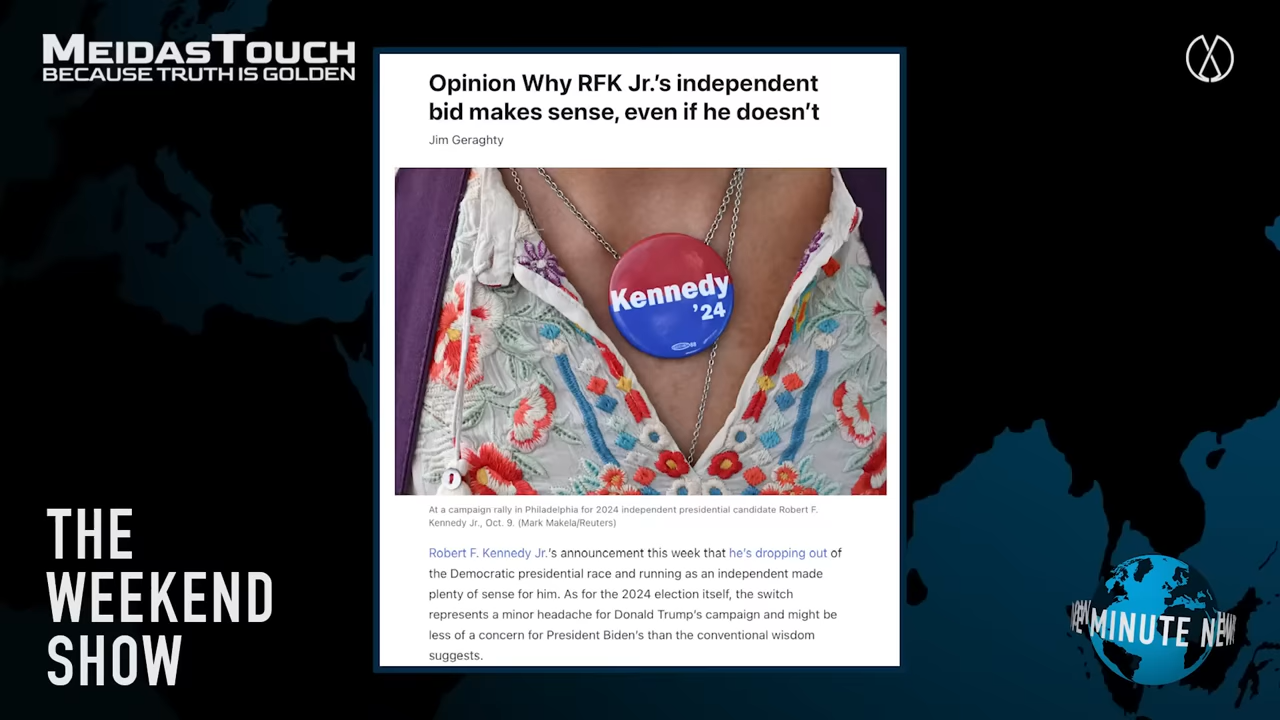 MEIDASTOUCH
BECAUSE TRUTH IS GOLDEN
Opinion Why RFK Jr.'s independent
bid makes sense, even if he doesn't
Jim Geraghty
Kennedy
'24
At a campaign rally in Philadelphia for 2024 independent presidential candidate Robert F.
Kennedy Jr., Oct. 9. (Mark Makela/Reuters)
Robert F. Kennedy Jr.'s announcement this week that he's dropping out of
the Democratic presidential race and running as an independent made
plenty of sense for him. As for the 2024 election itself, the switch
represents a minor headache for Donald Trump's campaign and might be
less of a concern for President Biden's than the conventional wisdom
suggests.
THE
WEEKEND
SHOW
MINUTE NEW